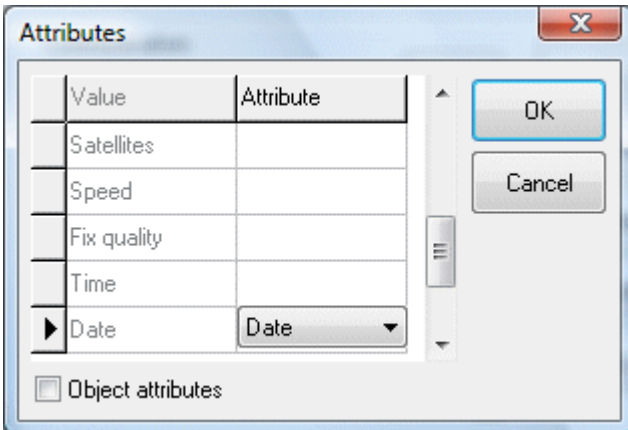 Attributes
Value Attribute
Satellites
Speed
Fix quality
Time
Date Date
Object attributes
OK
Cancel